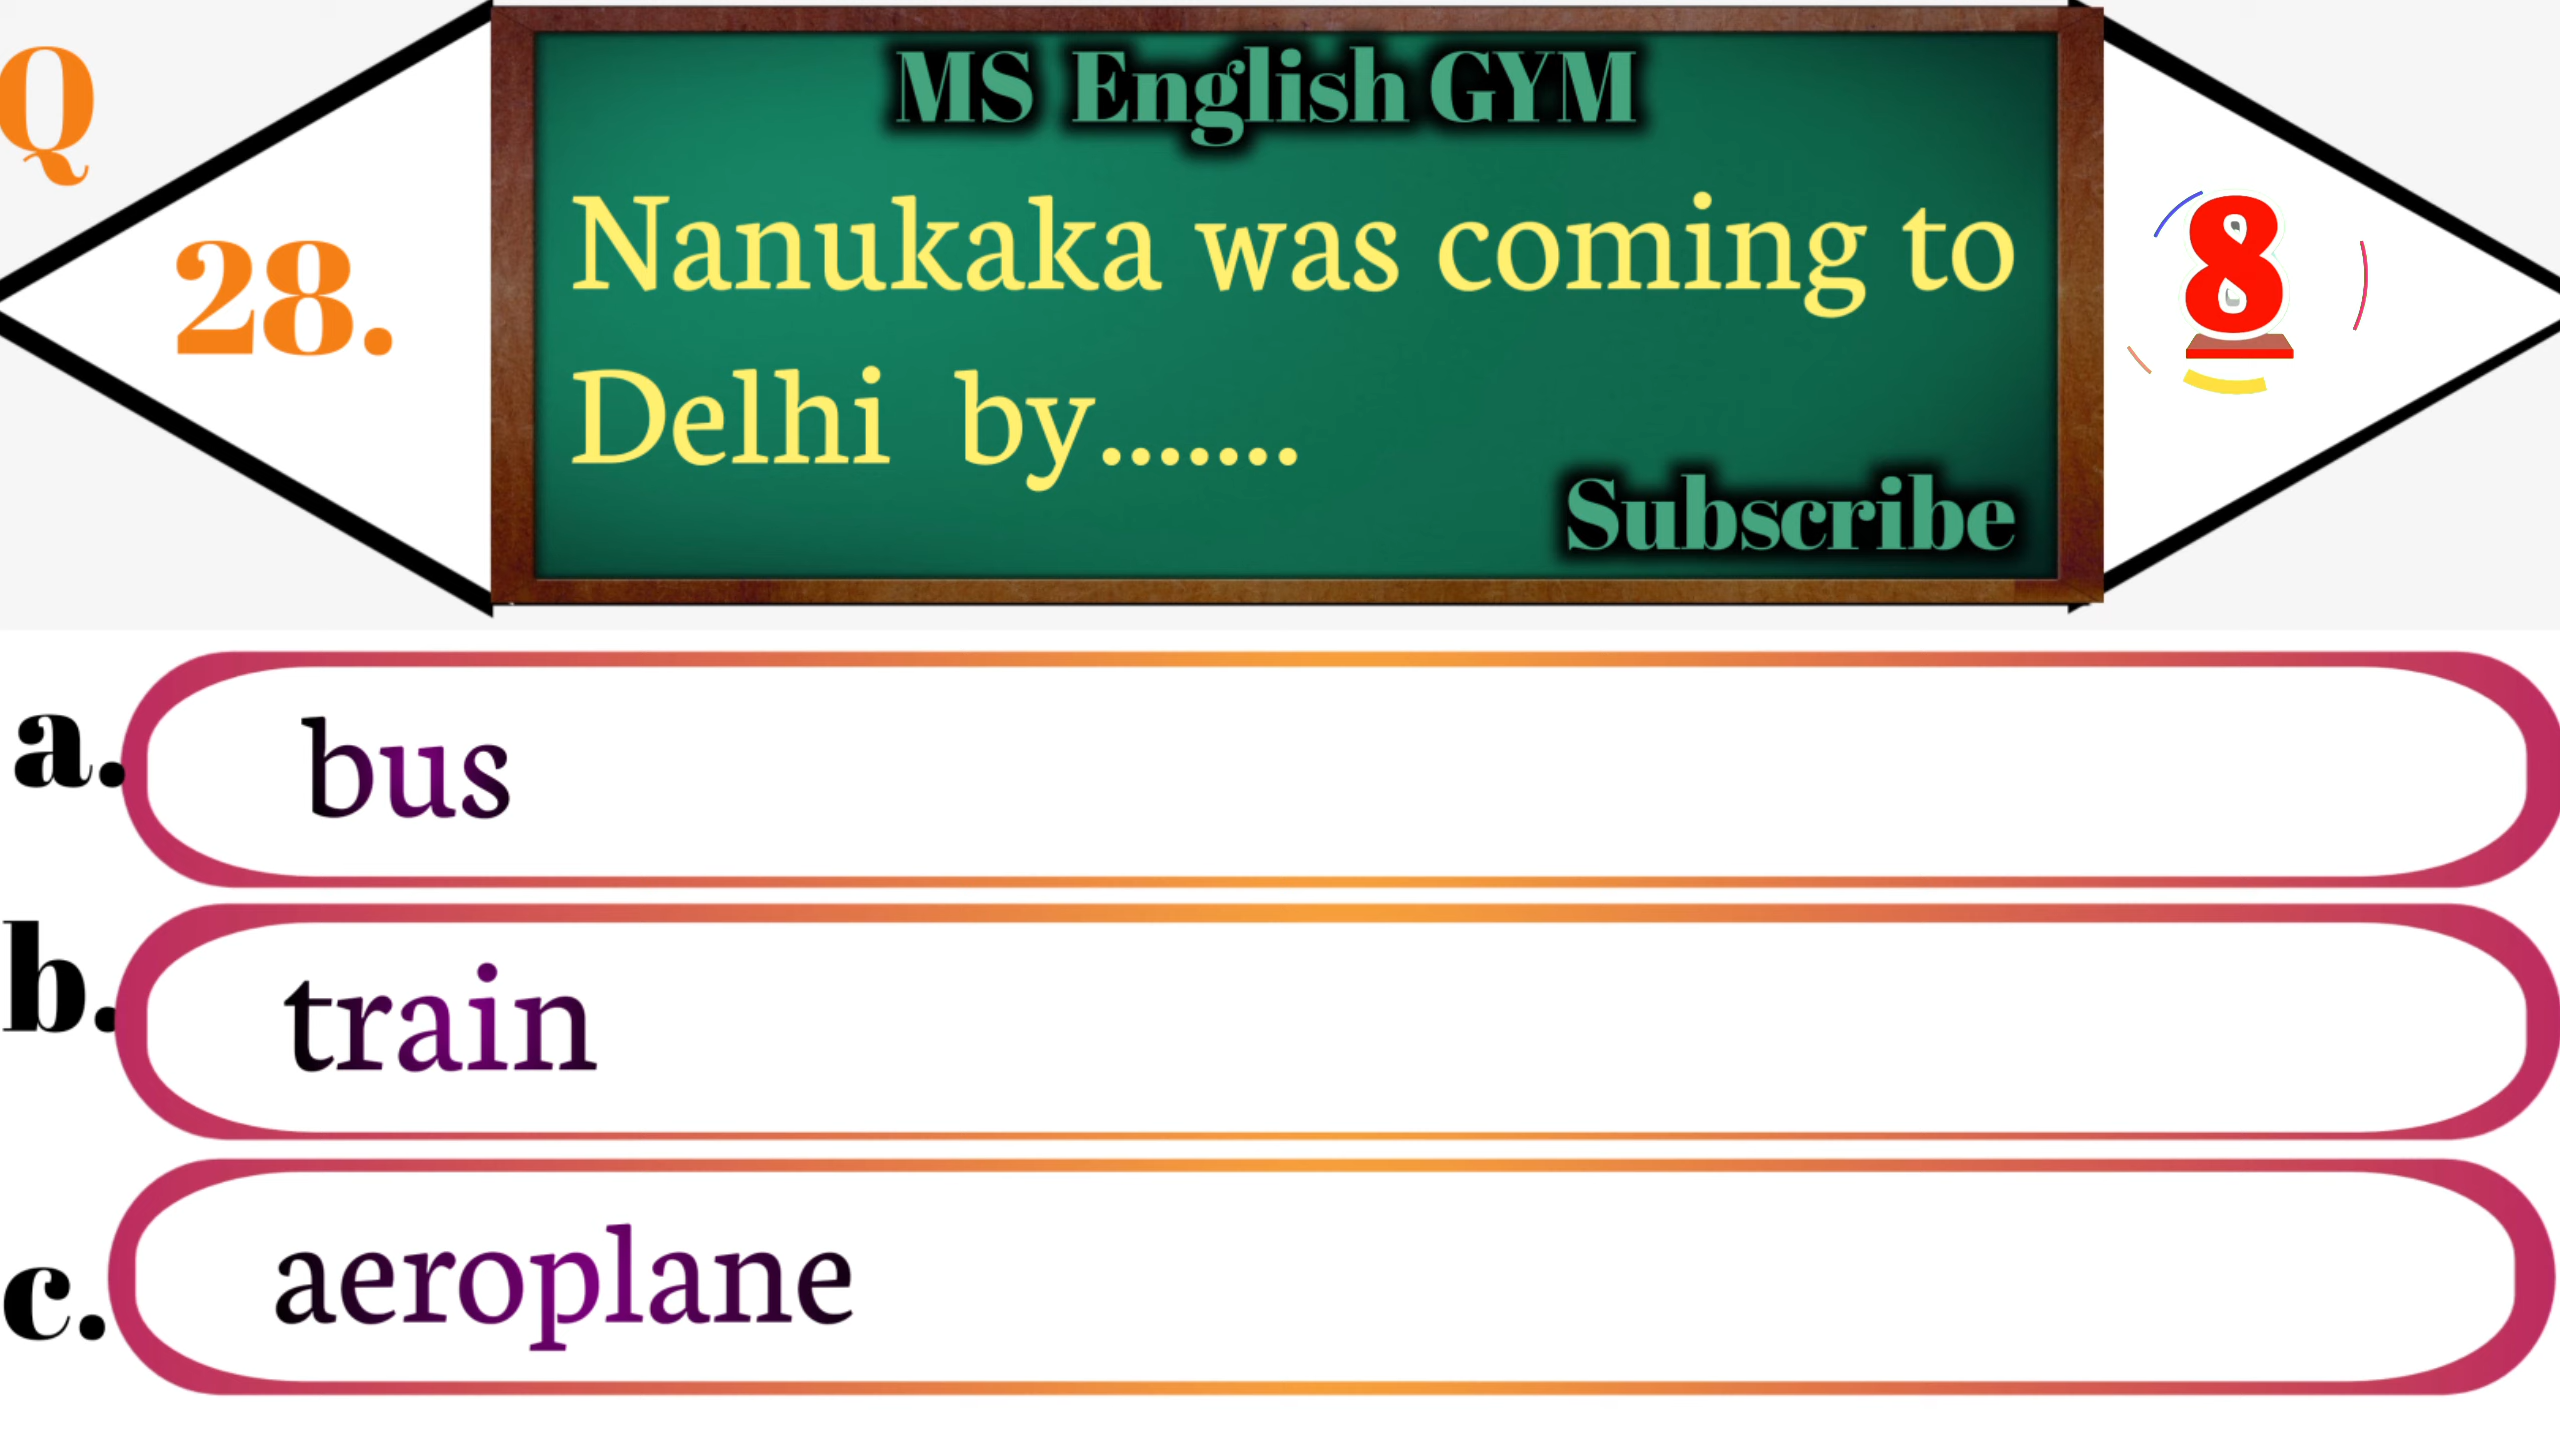 Q
28.
MS English GYM
Nanukaka was coming to
Delhi by.......
Subscribe
8
a. bus
b. train
c. aeroplane